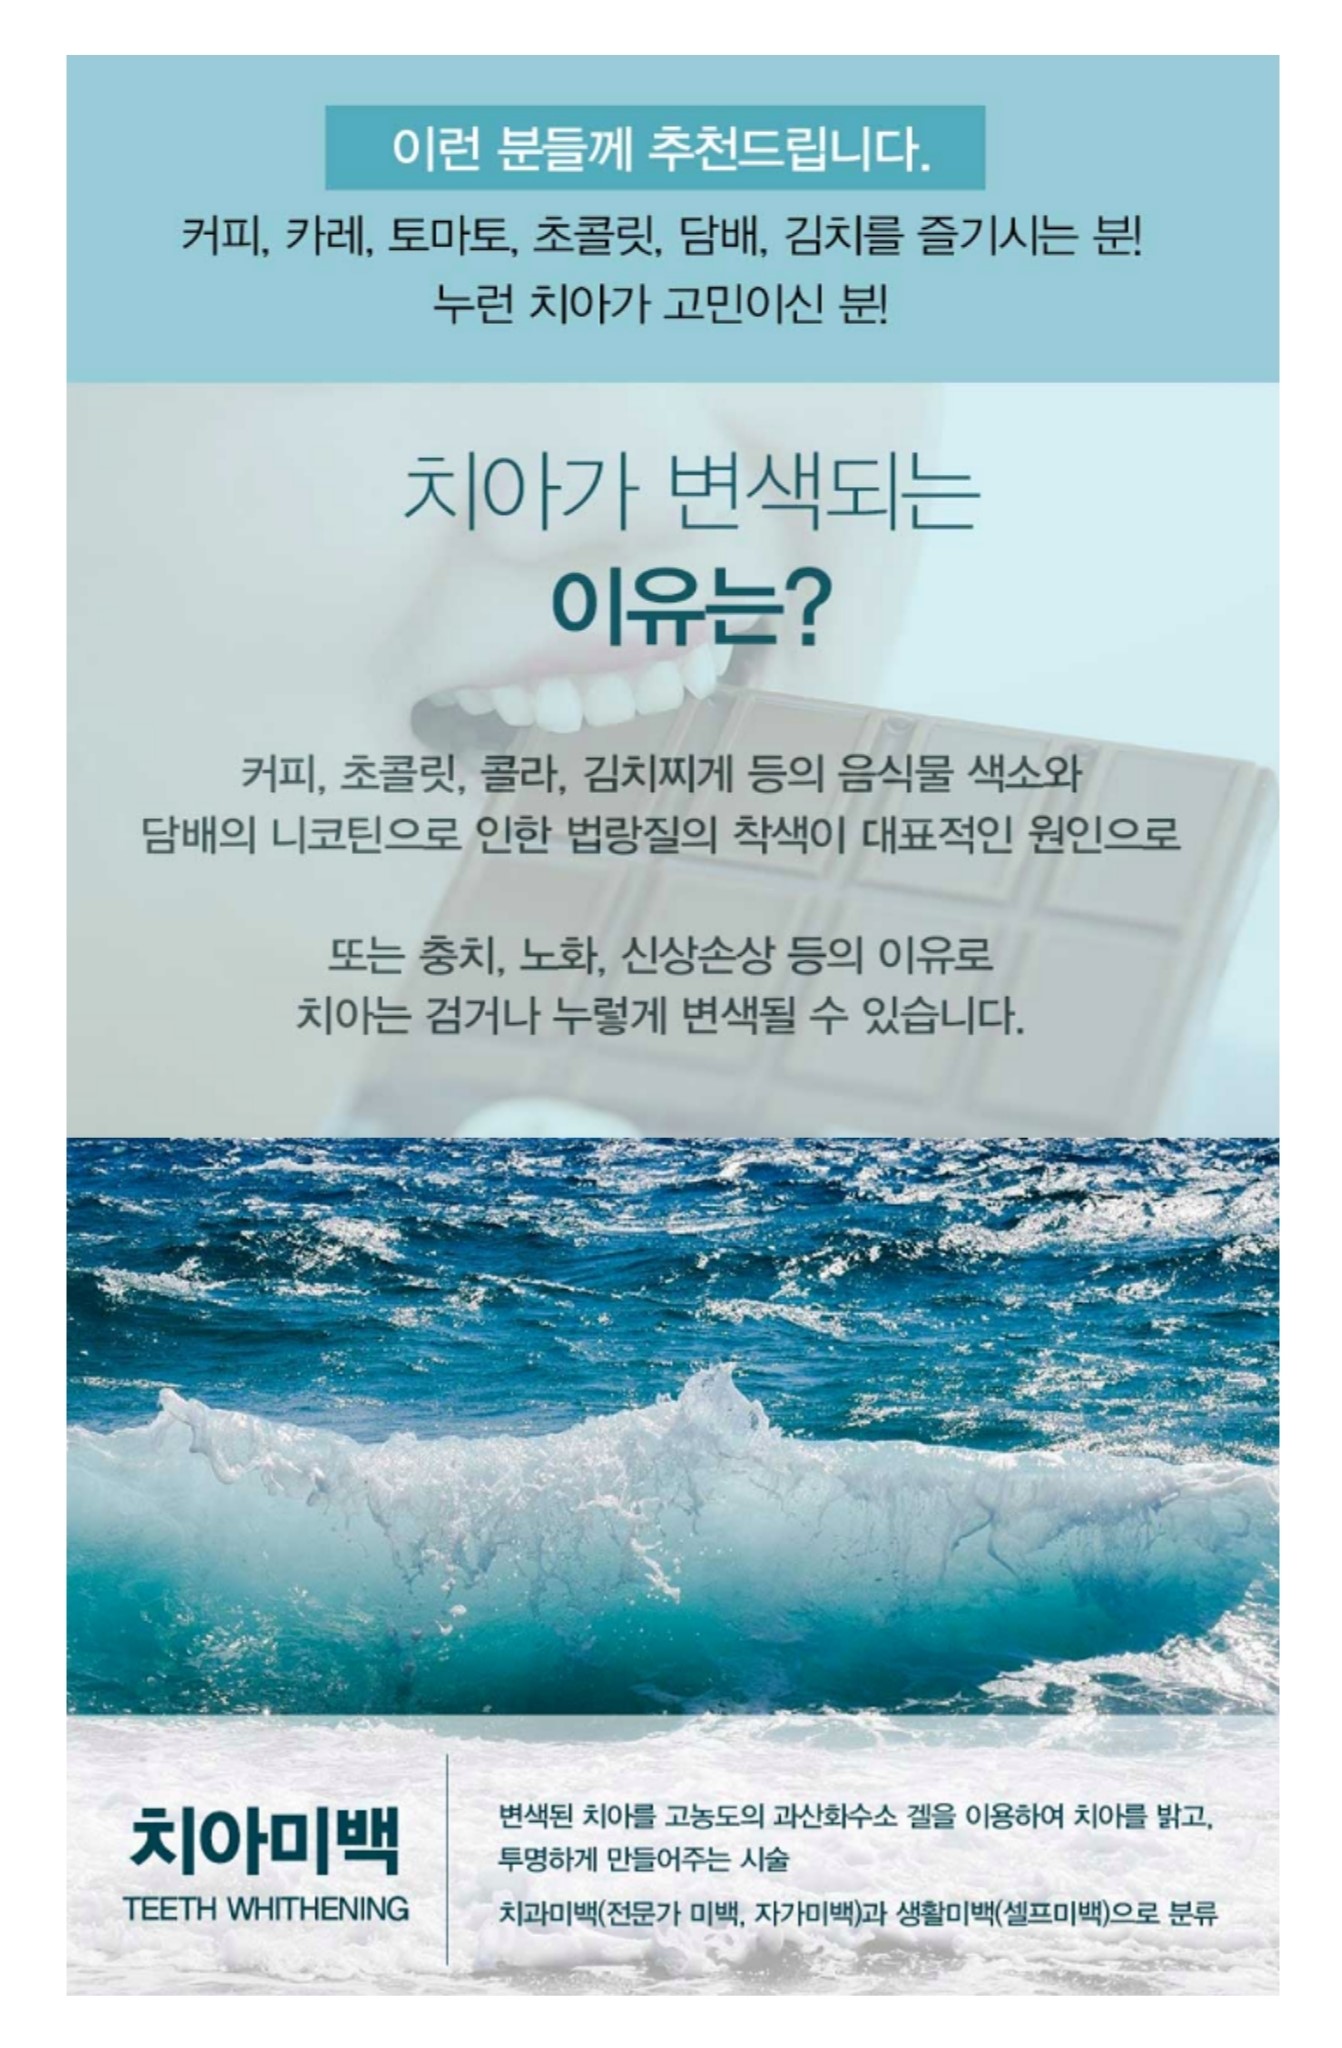 이런 분들께 추천드립니다.
커피, 카레, 토마토, 초콜릿, 담배, 김치를 즐기시는 분!
누런 치아가 고민이신 분!
치아가 변색되는
이유는?
커피, 초콜릿, 콜라, 김치찌게 등의 음식물 색소와
담배의 니코틴으로 인한 법랑질의 착색이 대표적인 원인으로
또는 충치, 노화, 신상손상 등의 이유로
치아는 검거나 누렇게 변색될 수 있습니다.
치아미백
TEETH WHITHENING
변색된 치아를 고농도의 과산화수소 겔을 이용하여 치아를 밝고,
투명하게 만들어주는 시술
치과미백(전문가 미백, 자가미백)과 생활미백(셀프미백)으로 분류